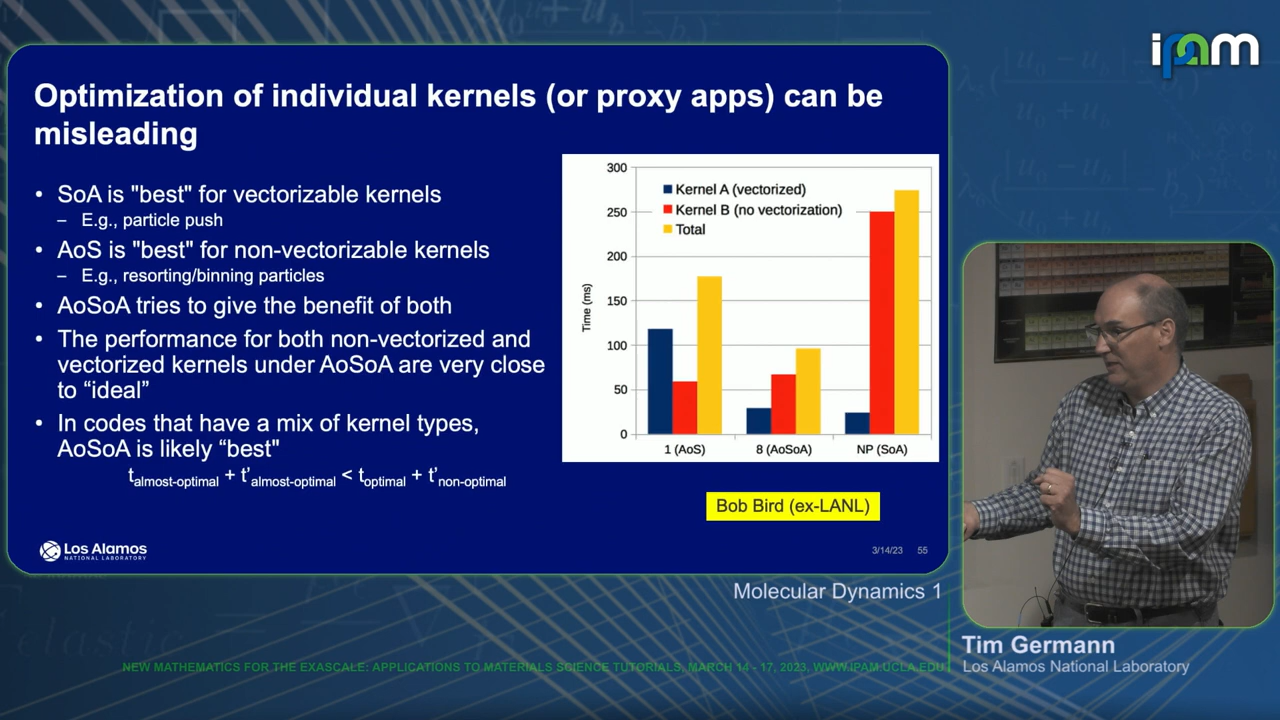 ipam
Optimization of individual kernels (or proxy apps) can be
misleading
• SoA is "best" for vectorizable kernels
– E.g., particle push
• AoS is "best" for non-vectorizable kernels
– E.g., resorting/binning particles
• AoSoA tries to give the benefit of both
• The performance for both non-vectorized and
vectorized kernels under AoSoA are very close
to “ideal”
• In codes that have a mix of kernel types,
AoSoA is likely “best"
t almost-optimal + t’ almost-optimal < t optimal + t’ non-optimal
300
250
200
150
100
50
0
Time (ms)
Kernel A (vectorized)
Kernel B (no vectorization)
Total
1 (AoS)
8 (AoSoA)
NP (SoA)
Bob Bird (ex-LANL)
Los Alamos
NATIONAL LABORATORY
3/14/23 55
Molecular Dynamics 1
Tim Germann
Los Alamos National Laboratory
NEW MATHEMATICS FOR THE EXASCALE: APPLICATIONS TO MATERIALS SCIENCE TUTORIALS, MARCH 14 - 17, 2023, WWW.IPAM.UCLA.EDU
elastic